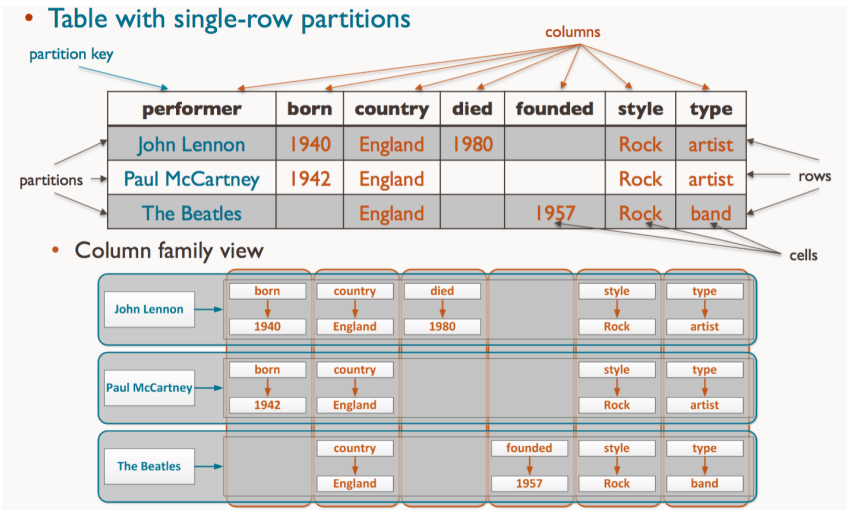 • Table with single-row partitions
columns
partition key
performer born country died founded style type
John Lennon 1940 England 1980 Rock artist
partitions Paul McCartney 1942 England Rock artist rows
The Beatles England 1957 Rock band
• Column family view
cells
born country died style type
John Lennon
1940 England 1980 Rock artist
born country style type
Paul McCartney
1942 England Rock artist
country founded style type
The Beatles
England 1957 Rock band